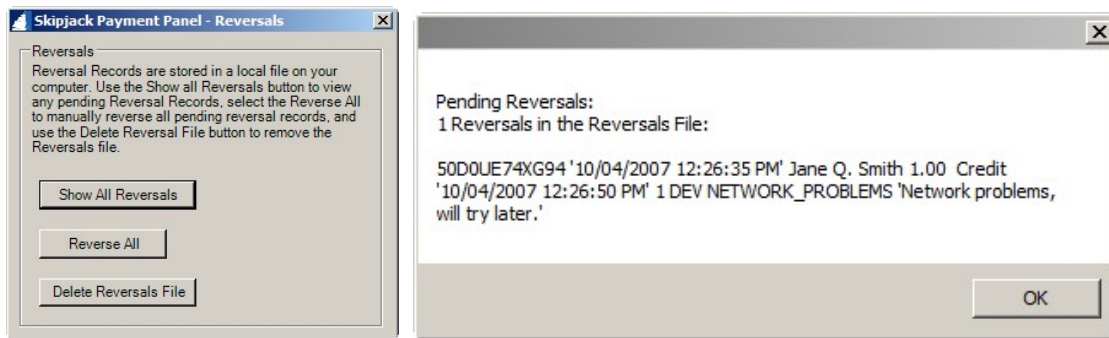 Skipjack Payment Panel - Reversals
Reversals
Reversal Records are stored in a local file on your
computer. Use the Show all Reversals button to view
any pending Reversal Records, select the Reverse All
to manually reverse all pending reversal records, and
use the Delete Reversal File button to remove the
Reversals file.
Show All Reversals
Reverse All
Delete Reversals File
Pending Reversals:
1 Reversals in the Reversals File:
50D0UE74XG94 '10/04/2007 12:26:35 PM' Jane Q. Smith 1.00 Credit
'10/04/2007 12:26:50 PM' 1 DEV NETWORK_PROBLEMS 'Network problems,
will try later.'
OK